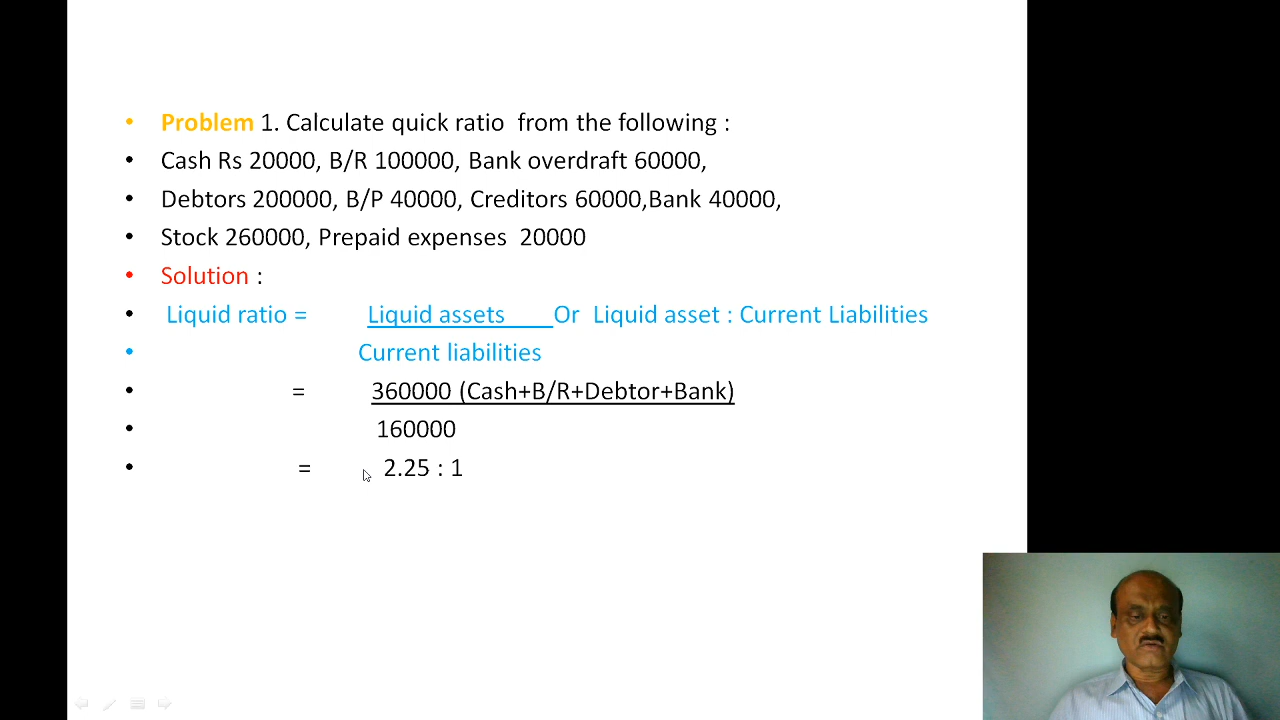 Problem 1. Calculate quick ratio from the following :
Cash Rs 20000, B/R 100000, Bank overdraft 60000,
Debtors 200000, B/P 40000, Creditors 60000,Bank 40000,
Stock 260000, Prepaid expenses 20000
Solution :
Liquid ratio = Liquid assets Or Liquid asset : Current Liabilities
Current liabilities
= 360000 (Cash+B/R+Debtor+Bank)
160000
= 2.25 : 1